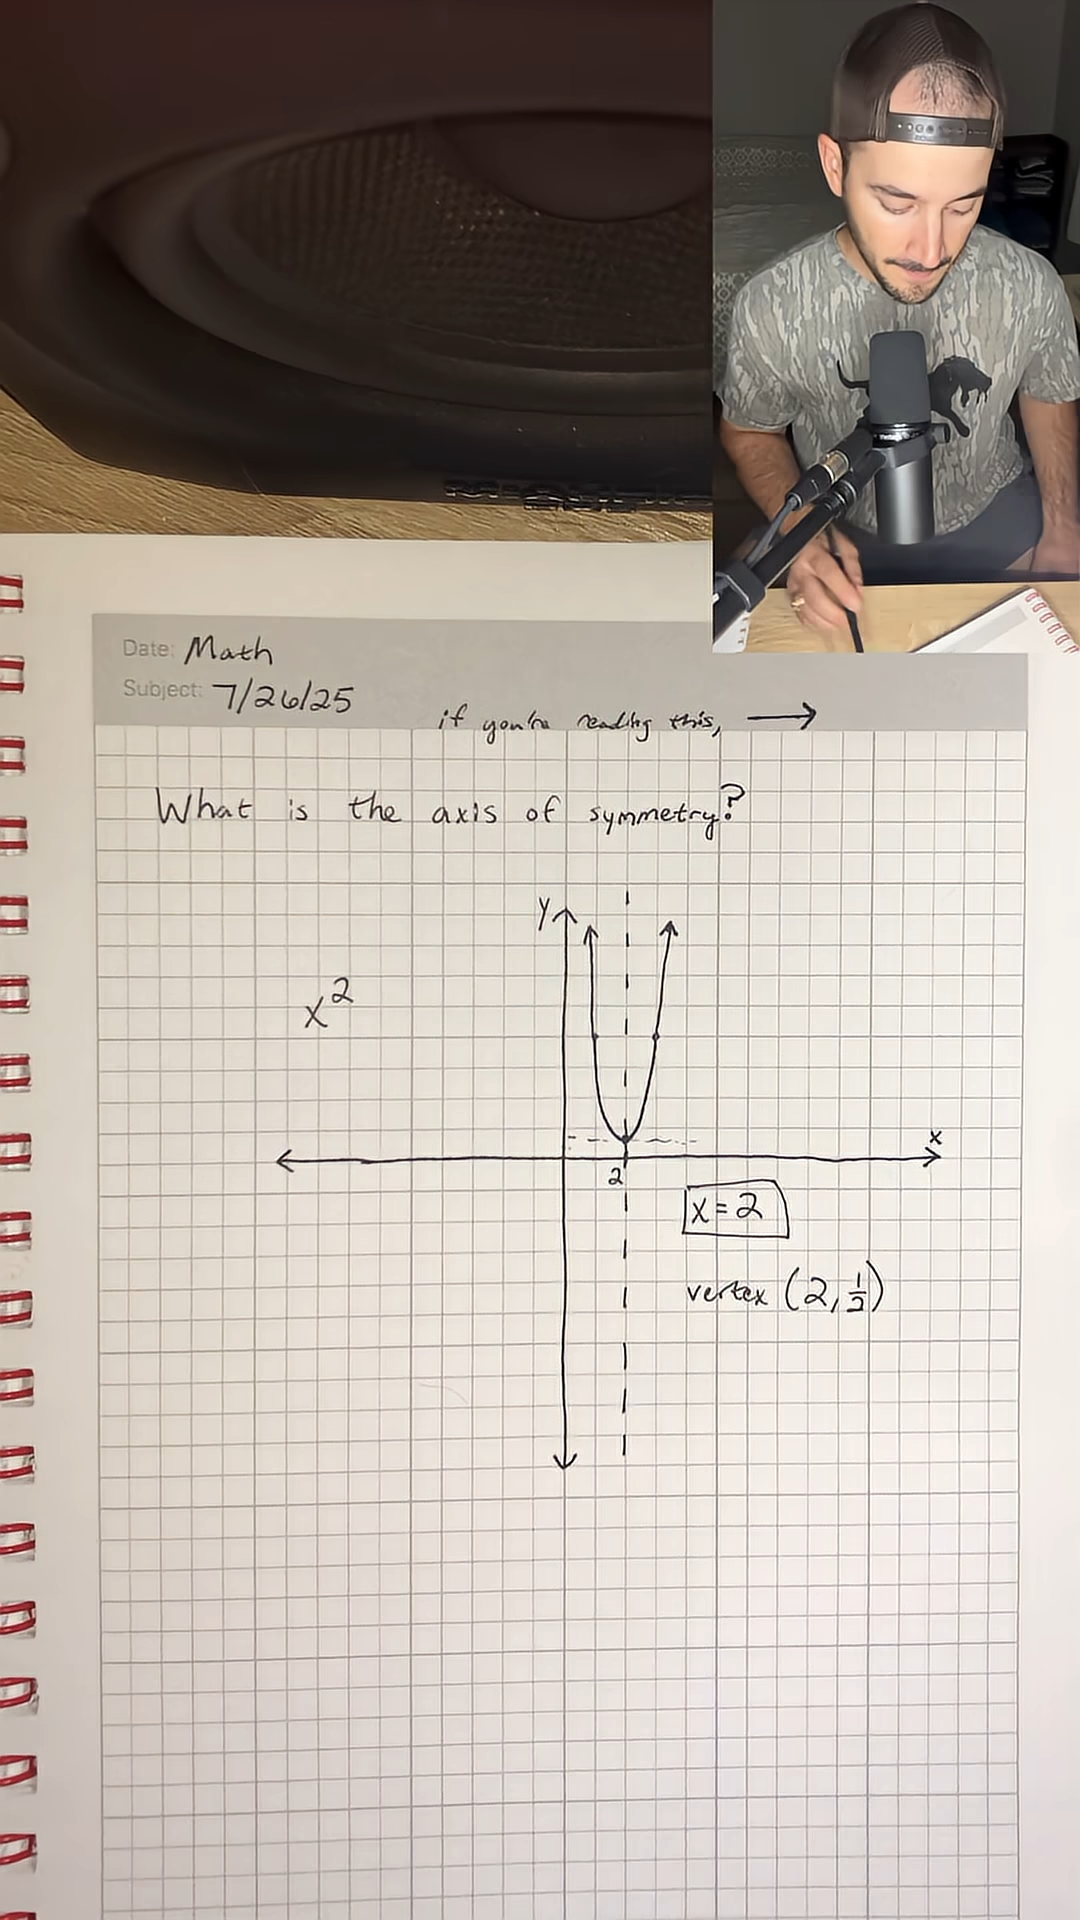 Date: Math
Subject: 7/26/25
if you're reading this, →
What is the axis of symmetry?
y
x²
x
2
x = 2
vertex (2, 1/2)